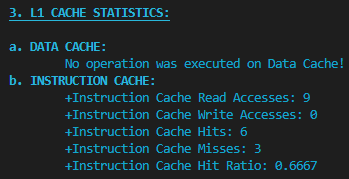 3. L1 CACHE STATISTICS:
a. DATA CACHE:
No operation was executed on Data Cache!
b. INSTRUCTION CACHE:
+Instruction Cache Read Accesses: 9
+Instruction Cache Write Accesses: 0
+Instruction Cache Hits: 6
+Instruction Cache Misses: 3
+Instruction Cache Hit Ratio: 0.6667